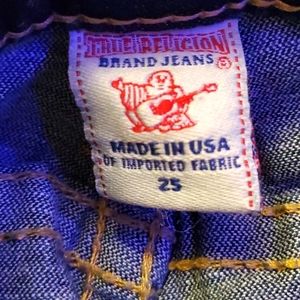 TRUE RELIGION
BRAND JEANS ®
MADE IN USA
OF IMPORTED FABRIC
25